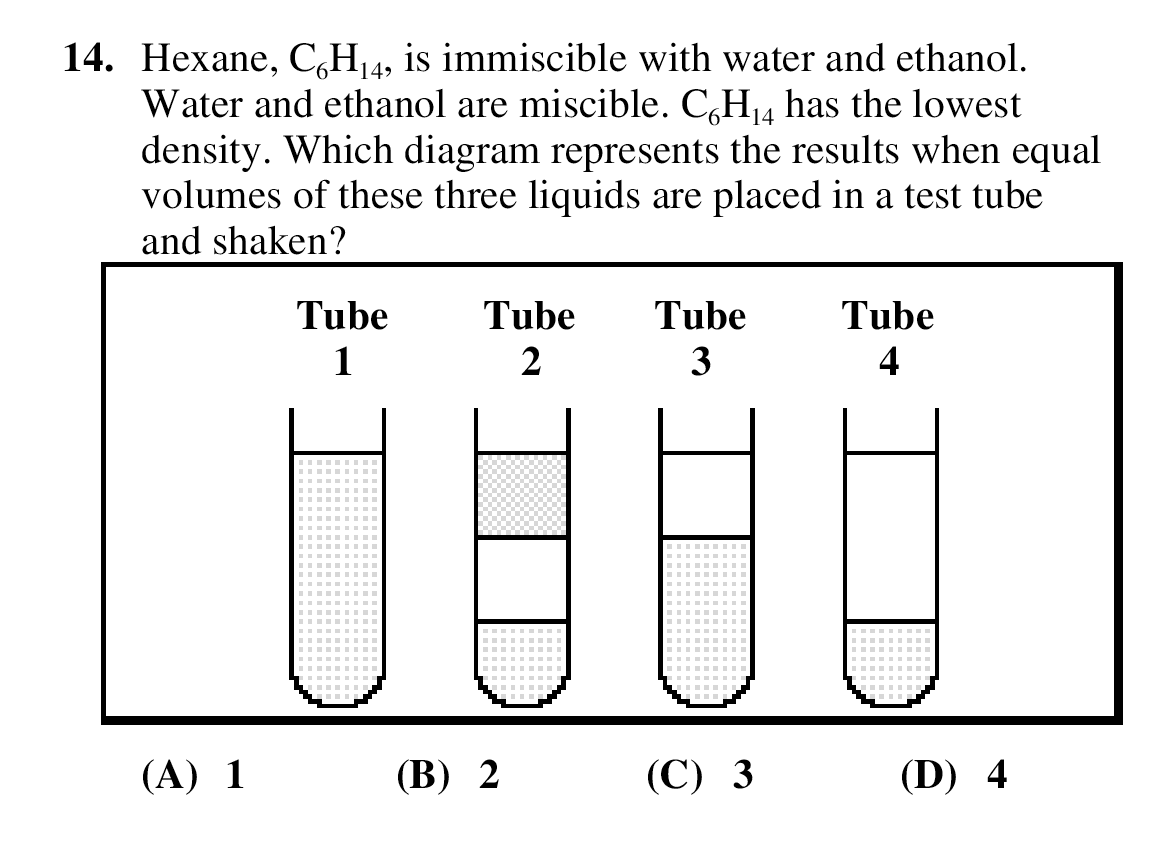 14. Hexane, C₆H₁₄, is immiscible with water and ethanol.
Water and ethanol are miscible. C₆H₁₄ has the lowest
density. Which diagram represents the results when equal
volumes of these three liquids are placed in a test tube
and shaken?
Tube 1 Tube 2 Tube 3 Tube 4
(A) 1 (B) 2 (C) 3 (D) 4